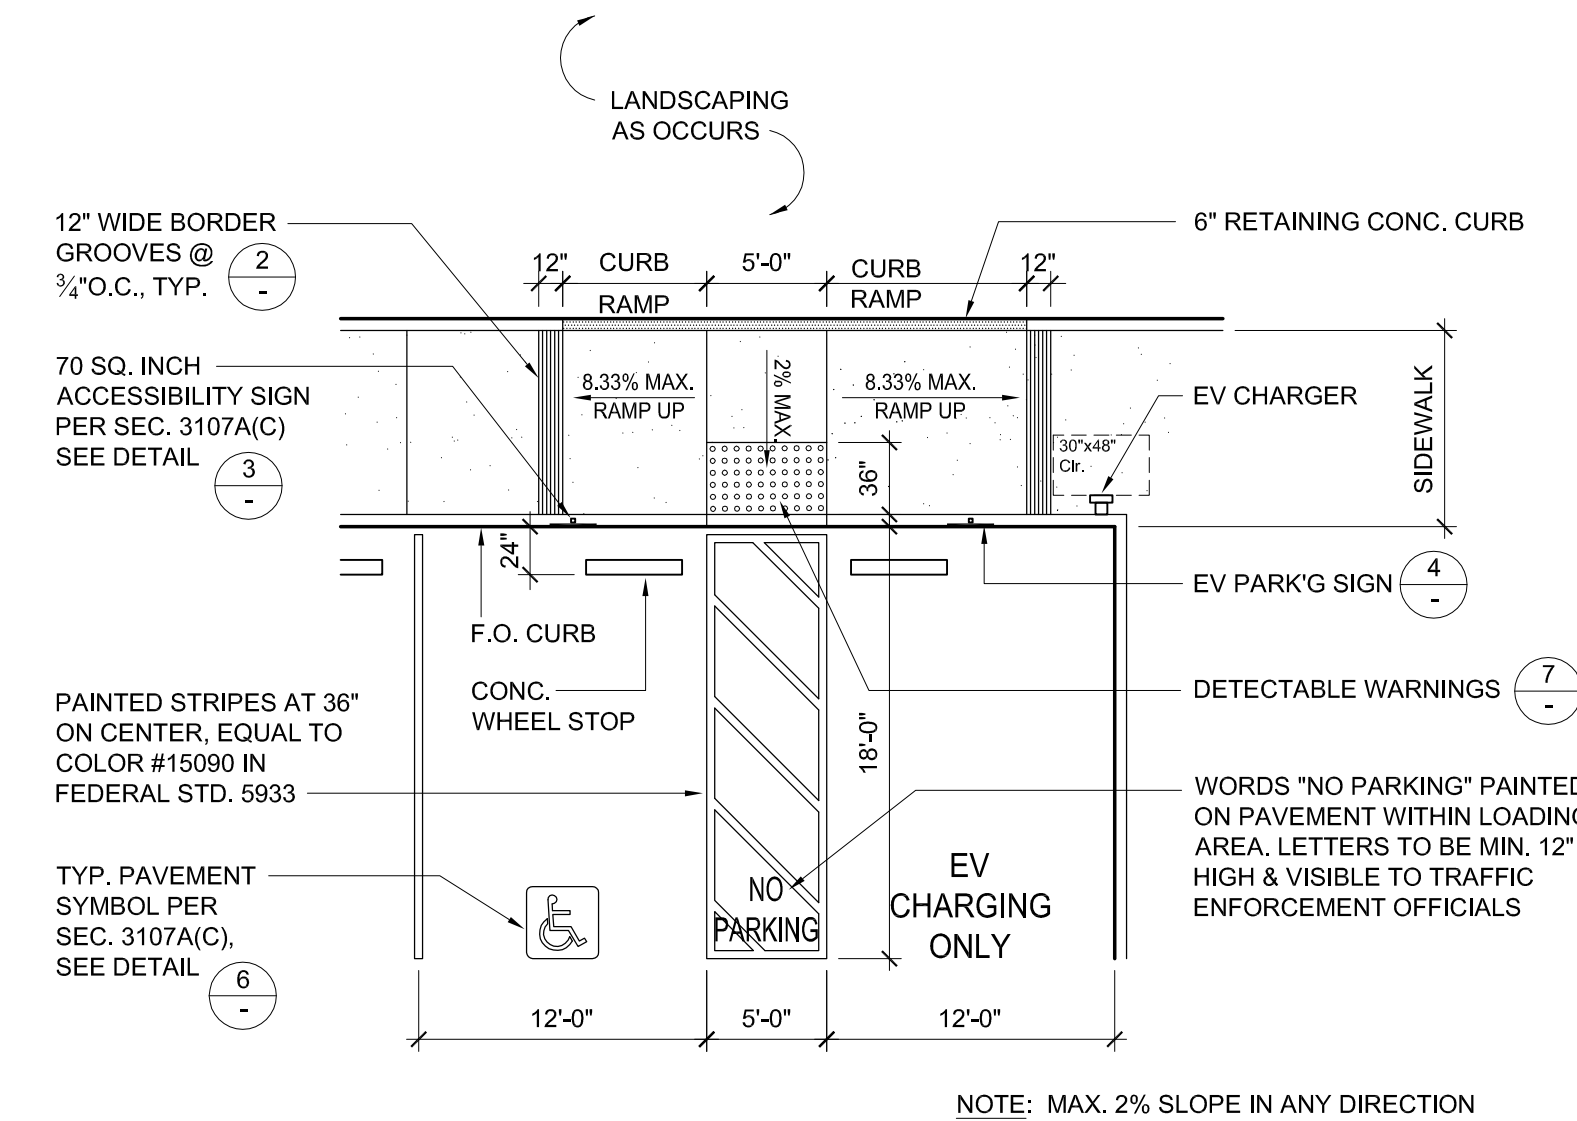 LANDSCAPING
AS OCCURS
12" WIDE BORDER
GROOVES @
¾"O.C., TYP.
2
-
6" RETAINING CONC. CURB
12"
CURB
RAMP
5'-0"
CURB
RAMP
12"
70 SQ. INCH
ACCESSIBILITY SIGN
PER SEC. 3107A(C)
SEE DETAIL
3
-
8.33% MAX.
RAMP UP
2% MAX.
8.33% MAX.
RAMP UP
EV CHARGER
SIDEWALK
30"x48"
Clr.
36"
24"
F.O. CURB
EV PARK'G SIGN
4
-
CONC.
WHEEL STOP
DETECTABLE WARNINGS
7
-
PAINTED STRIPES AT 36"
ON CENTER, EQUAL TO
COLOR #15090 IN
FEDERAL STD. 5933
18'-0"
WORDS "NO PARKING" PAINTED
ON PAVEMENT WITHIN LOADING
AREA. LETTERS TO BE MIN. 12"
HIGH & VISIBLE TO TRAFFIC
ENFORCEMENT OFFICIALS
TYP. PAVEMENT
SYMBOL PER
SEC. 3107A(C),
SEE DETAIL
6
-
NO
PARKING
EV
CHARGING
ONLY
12'-0"
5'-0"
12'-0"
NOTE: MAX. 2% SLOPE IN ANY DIRECTION